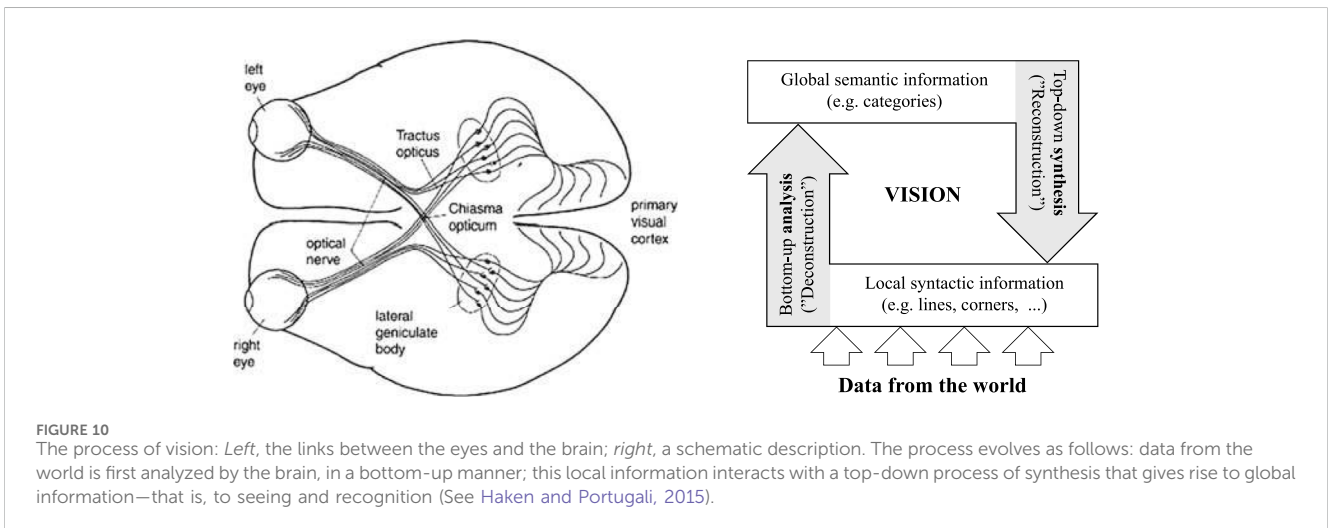 left
eye
Tractus
opticus
Chiasma
opticum
primary
visual
cortex
optical
nerve
lateral
geniculate
body
right
eye
Global semantic information
(e.g. categories)
Top-down synthesis
("Reconstruction")
VISION
Bottom-up analysis
("Deconstruction")
Local syntactic information
(e.g. lines, corners, ...)
Data from the world
FIGURE 10
The process of vision: Left, the links between the eyes and the brain; right, a schematic description. The process evolves as follows: data from the
world is first analyzed by the brain, in a bottom-up manner; this local information interacts with a top-down process of synthesis that gives rise to global
information—that is, to seeing and recognition (See Haken and Portugali, 2015).